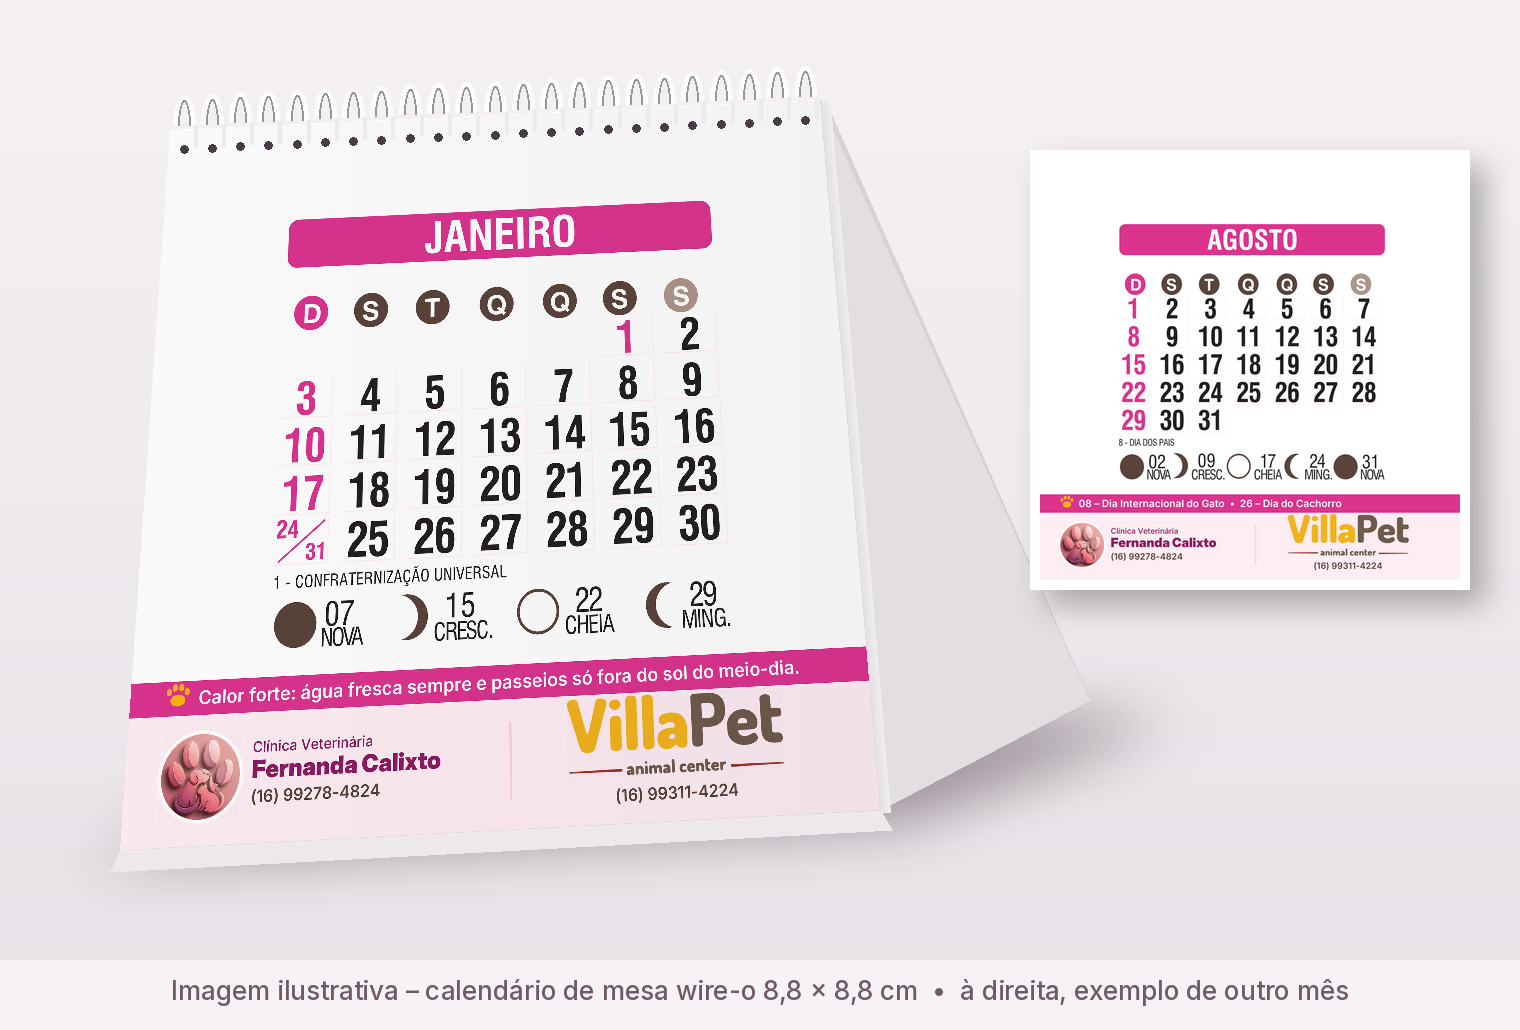 JANEIRO
D S T Q Q S S
1 2
3 4 5 6 7 8 9
10 11 12 13 14 15 16
17 18 19 20 21 22 23
24/31 25 26 27 28 29 30
1 - CONFRATERNIZAÇÃO UNIVERSAL
07 NOVA 15 CRESC. 22 CHEIA 29 MING.
Calor forte: água fresca sempre e passeios só fora do sol do meio-dia.
Clínica Veterinária
Fernanda Calixto
(16) 99278-4824
VillaPet
animal center
(16) 99311-4224
AGOSTO
D S T Q Q S S
1 2 3 4 5 6 7
8 9 10 11 12 13 14
15 16 17 18 19 20 21
22 23 24 25 26 27 28
29 30 31
8 - DIA DOS PAIS
02 NOVA 09 CRESC. 17 CHEIA 24 MING. 31 NOVA
08 – Dia Internacional do Gato • 26 – Dia do Cachorro
Clínica Veterinária
Fernanda Calixto
(16) 99278-4824
VillaPet
animal center
(16) 99311-4224
Imagem ilustrativa – calendário de mesa wire-o 8,8 × 8,8 cm • à direita, exemplo de outro mês